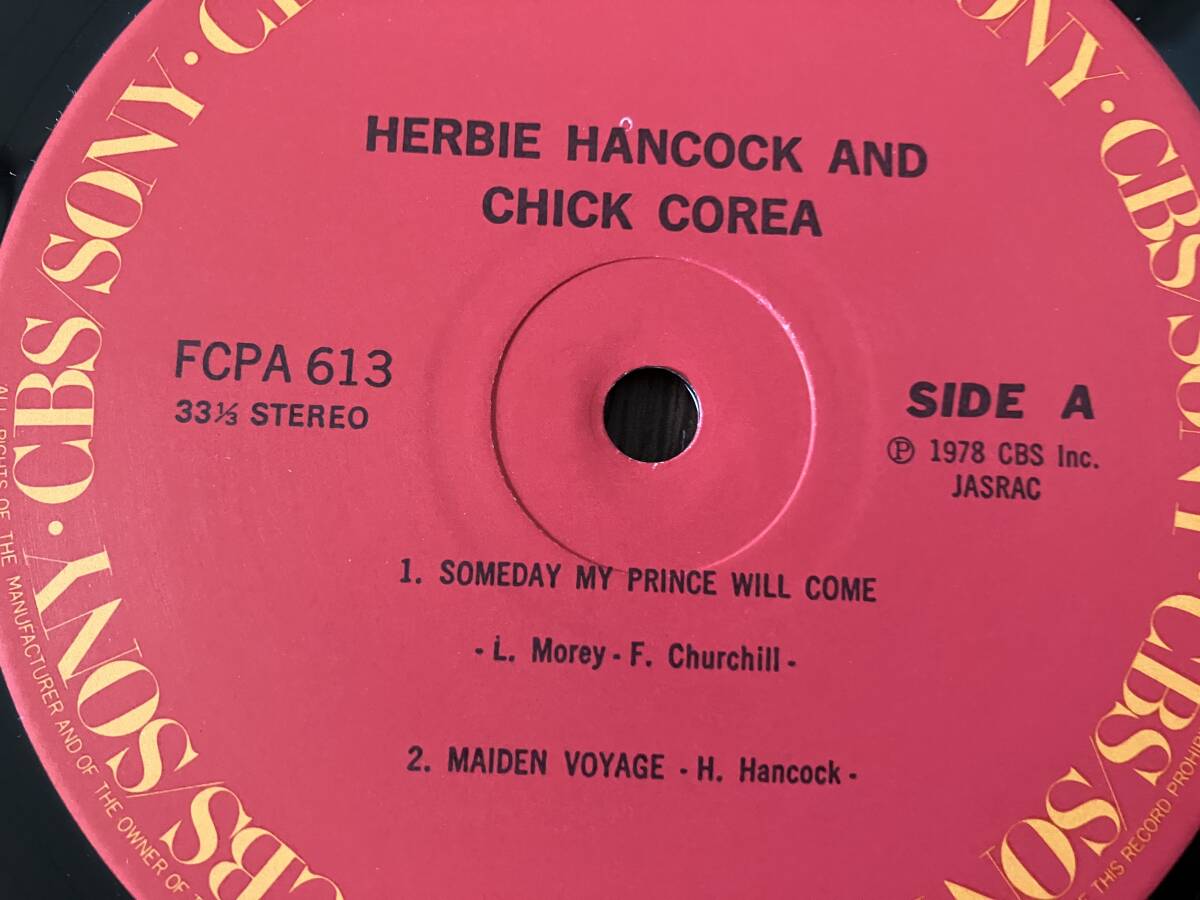 HERBIE HANCOCK AND
CHICK COREA
FCPA 613
33⅓ STEREO
SIDE A
Ⓟ 1978 CBS Inc.
JASRAC
1. SOMEDAY MY PRINCE WILL COME
- L. Morey - F. Churchill -
2. MAIDEN VOYAGE - H. Hancock -
CBS/SONY · CBS/SONY · CBS/SONY
SONY · CBS/SONY · CBS/SONY
ALL RIGHTS OF THE MANUFACTURER AND OF THE OWNER OF
THIS RECORD PROHIBITED